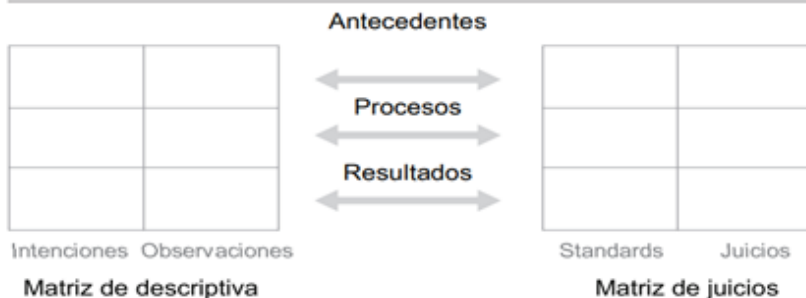 Antecedentes
Procesos
Resultados
Intenciones Observaciones
Standards Juicios
Matriz de descriptiva
Matriz de juicios